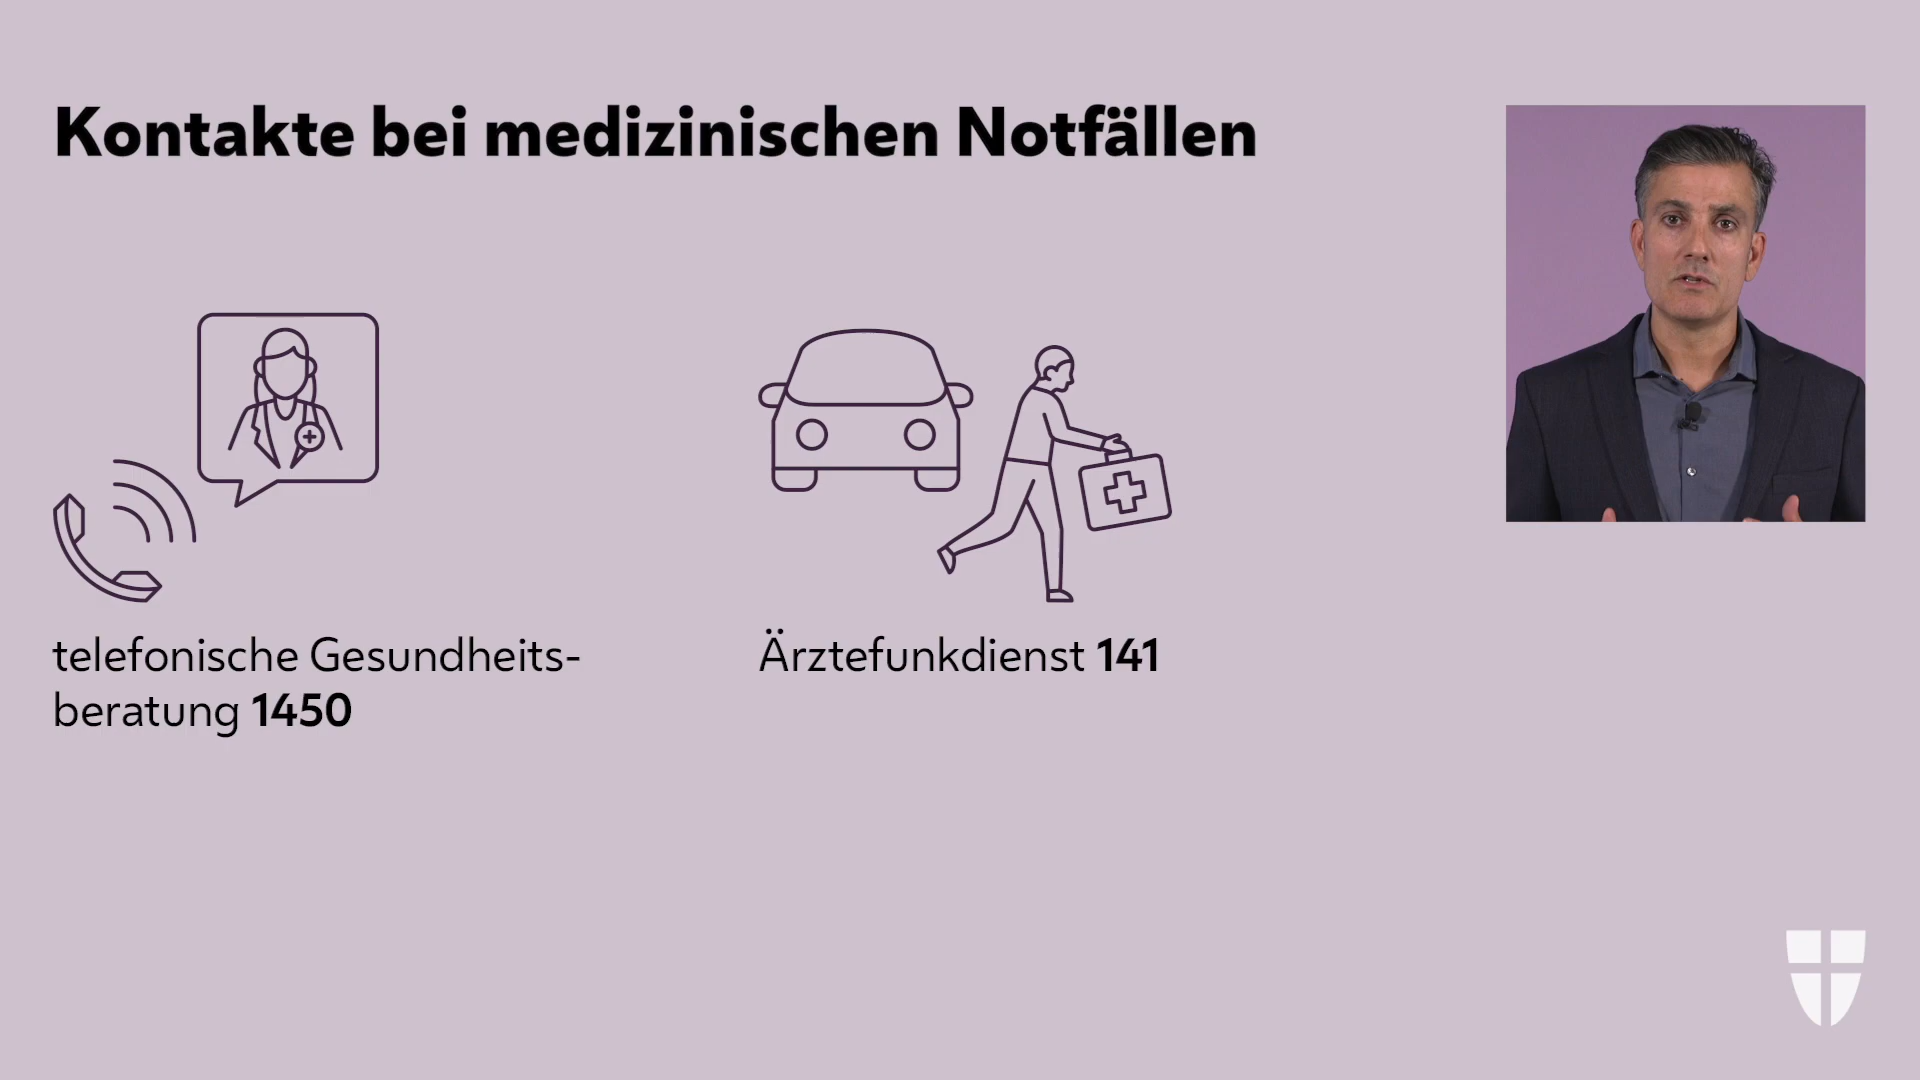 Kontakte bei medizinischen Notfällen
telefonische Gesundheits-
beratung 1450
Ärztefunkdienst 141